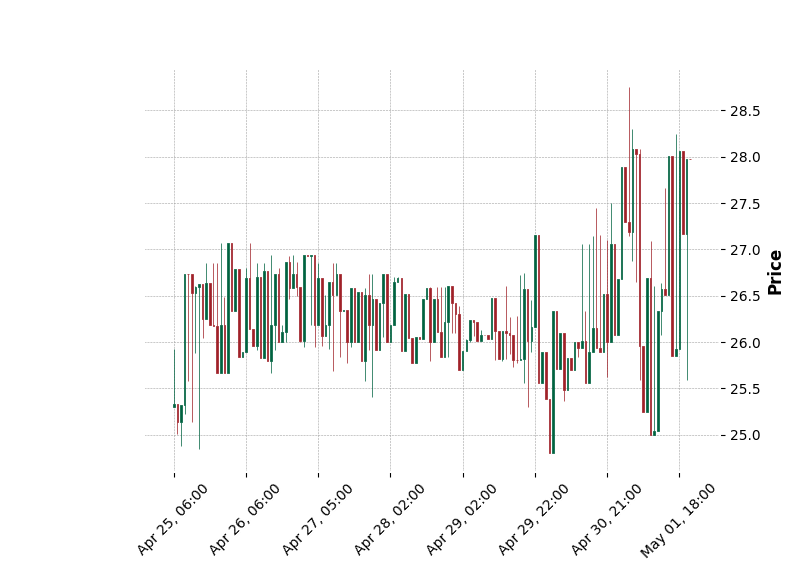 28.5
28.0
27.5
27.0
26.5
26.0
25.5
25.0
Price
Apr 25, 06:00
Apr 26, 06:00
Apr 27, 05:00
Apr 28, 02:00
Apr 29, 02:00
Apr 29, 22:00
Apr 30, 21:00
May 01, 18:00